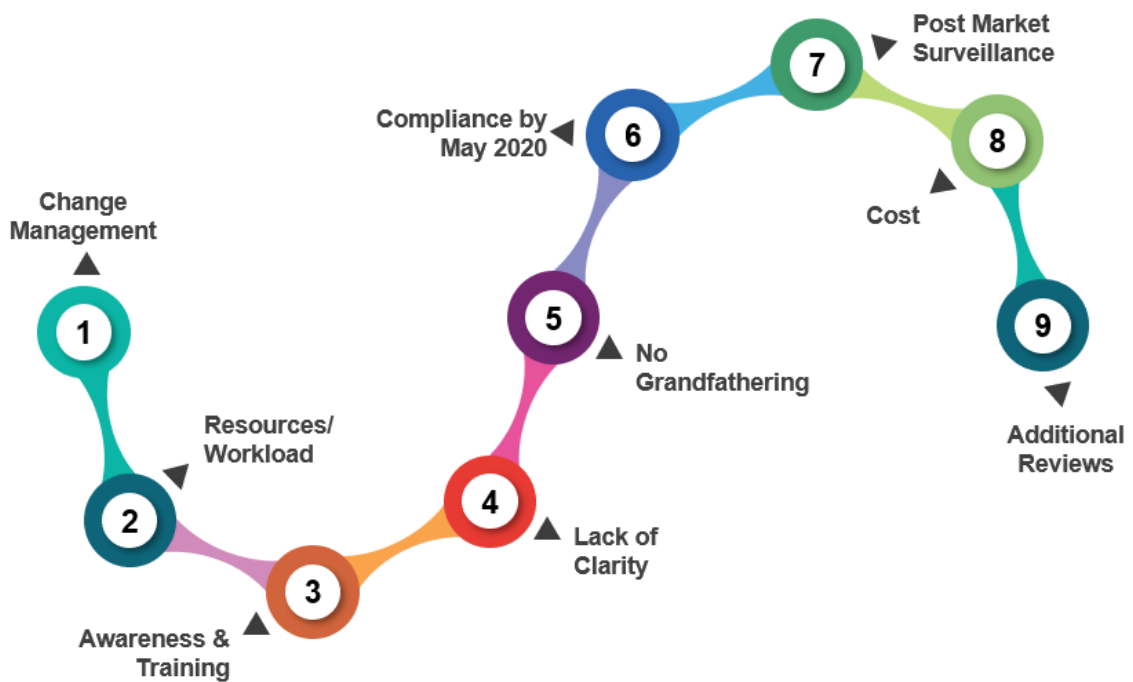 1
Change
Management
2
Resources/
Workload
3
Awareness &
Training
4
Lack of
Clarity
5
No
Grandfathering
6
Compliance by
May 2020
7
Post Market
Surveillance
8
Cost
9
Additional
Reviews